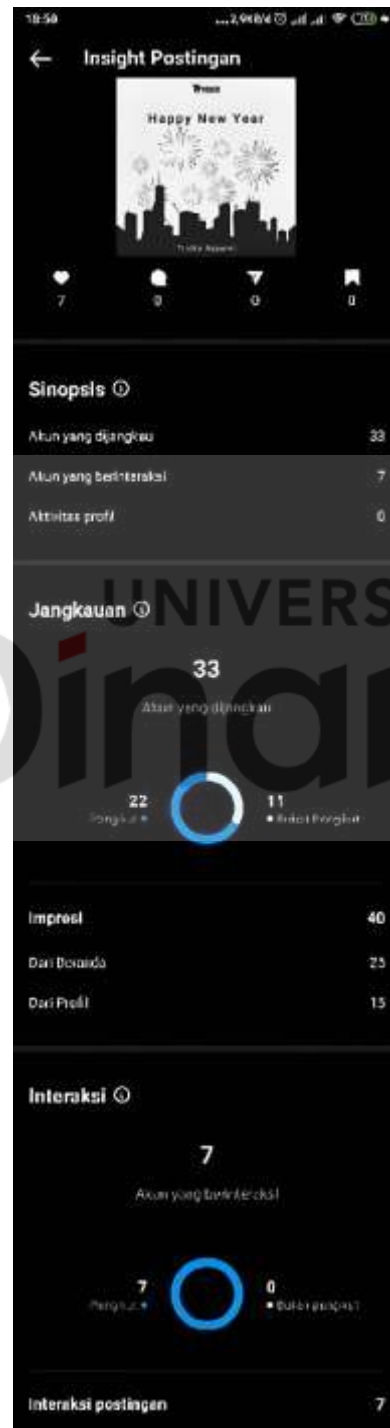 18:50
Insight Postingan
Happy New Year
7 0 0 0
Sinopsis
Akun yang dijangkau 33
Akun yang berinteraksi 7
Aktivitas profil 0
Jangkauan
UNIVERS
Dinam
33
Akun yang dijangkau
22 11
Pengikut Bukan Pengikut
Impresi 40
Dari Beranda 25
Dari Profil 15
Interaksi
7
Akun yang berinteraksi
7 0
Pengikut Bukan pengikut
Interaksi postingan 7